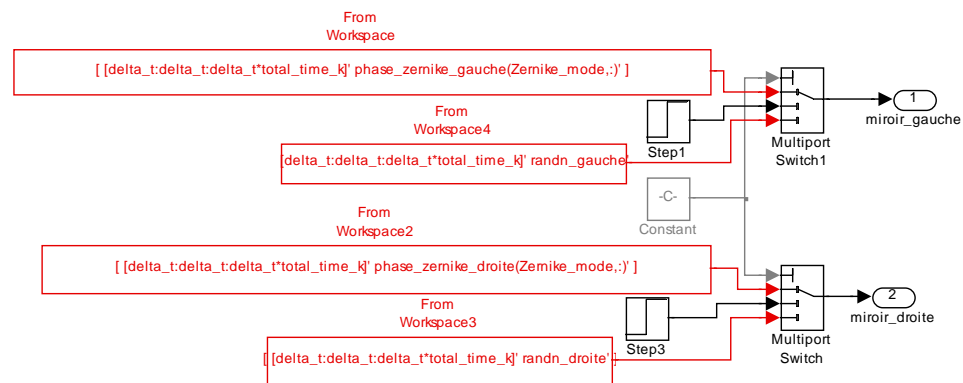 From
Workspace
[ [delta_t:delta_t:delta_t*total_time_k]' phase_zernike_gauche(Zernike_mode,:)' ]
From
Workspace4
[delta_t:delta_t:delta_t*total_time_k]' randn_gauche'
Step1
Multiport
Switch1
1
miroir_gauche
-C-
Constant
From
Workspace2
[ [delta_t:delta_t:delta_t*total_time_k]' phase_zernike_droite(Zernike_mode,:)' ]
From
Workspace3
[ [delta_t:delta_t:delta_t*total_time_k]' randn_droite' ]
Step3
Multiport
Switch
2
miroir_droite